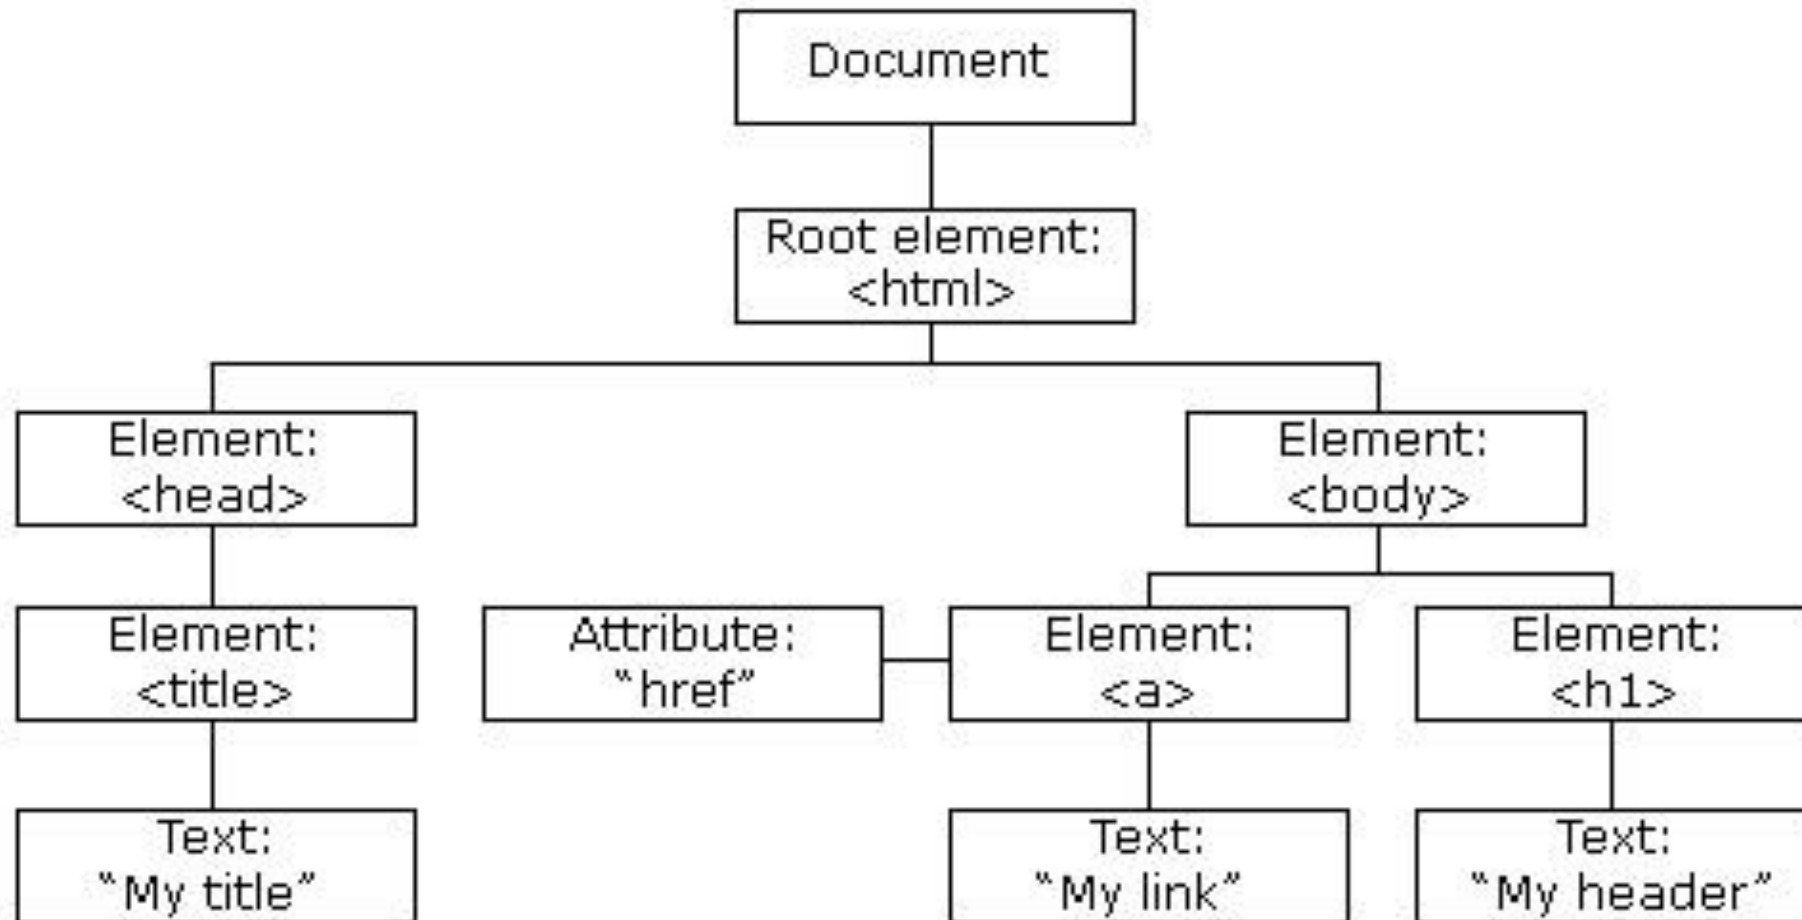 Document
Root element:
<html>
Element:
<head>
Element:
<body>
Element:
<title>
Attribute:
“href”
Element:
<a>
Element:
<h1>
Text:
“My title”
Text:
“My link”
Text:
“My header”